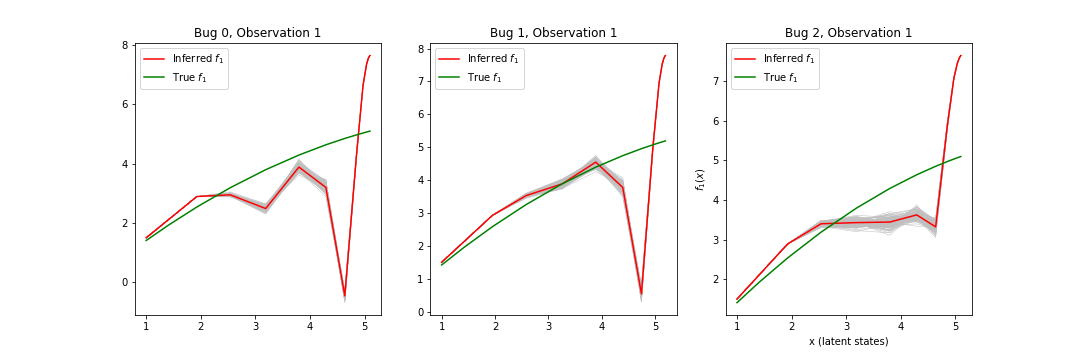 Bug 0, Observation 1
8
6
4
2
0
1 2 3 4 5
Inferred f₁
True f₁
Bug 1, Observation 1
8
7
6
5
4
3
2
1
0
1 2 3 4 5
Inferred f₁
True f₁
Bug 2, Observation 1
f₁(x)
7
6
5
4
3
2
1 2 3 4 5
x (latent states)
Inferred f₁
True f₁